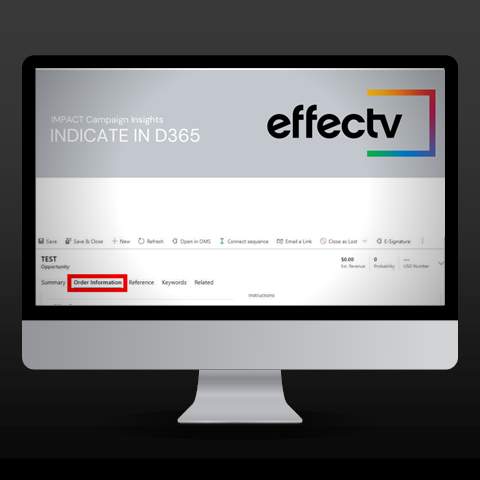 IMPACT Campaign Insights
INDICATE IN D365
effectv
Save Save & Close New Refresh Open in OMS Connect sequence Email a Link Close as Lost E-Signature
TEST
Opportunity
$0.00
Est. Revenue
0
Probability
---
USD Number
Summary Order Information Reference Keywords Related